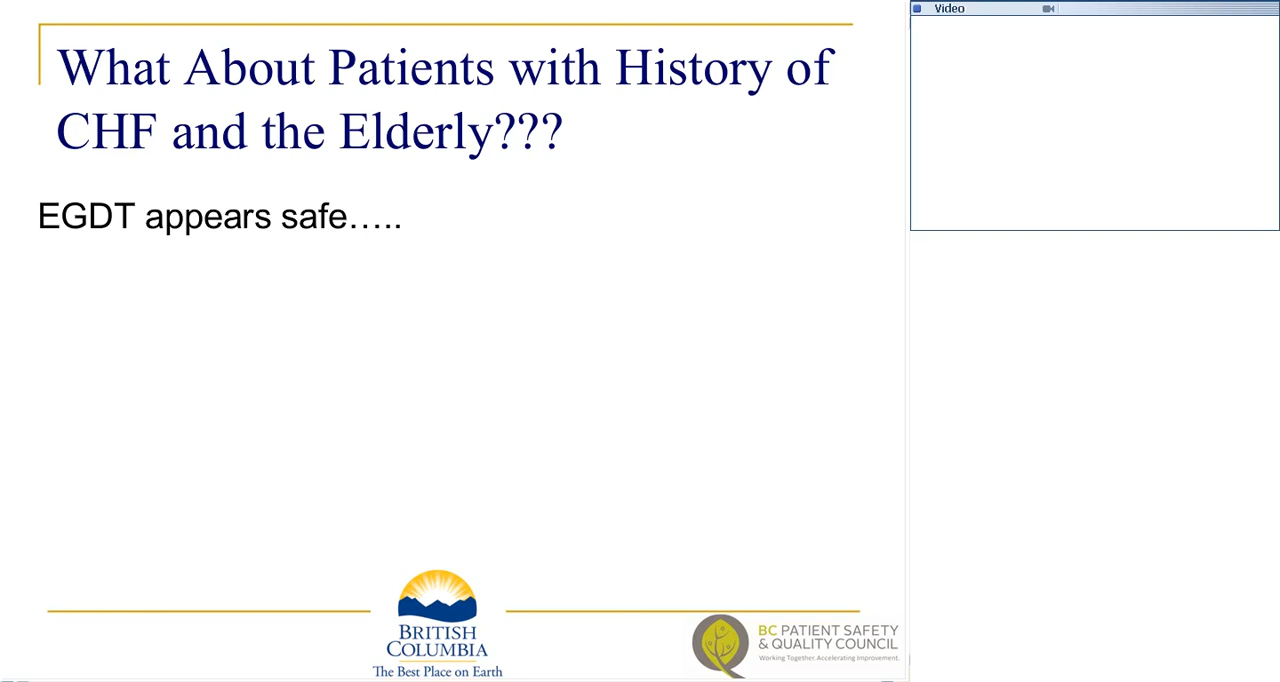 Video
What About Patients with History of
CHF and the Elderly???
EGDT appears safe…..
BRITISH
COLUMBIA
The Best Place on Earth
BC PATIENT SAFETY
& QUALITY COUNCIL
Working Together. Accelerating Improvement.